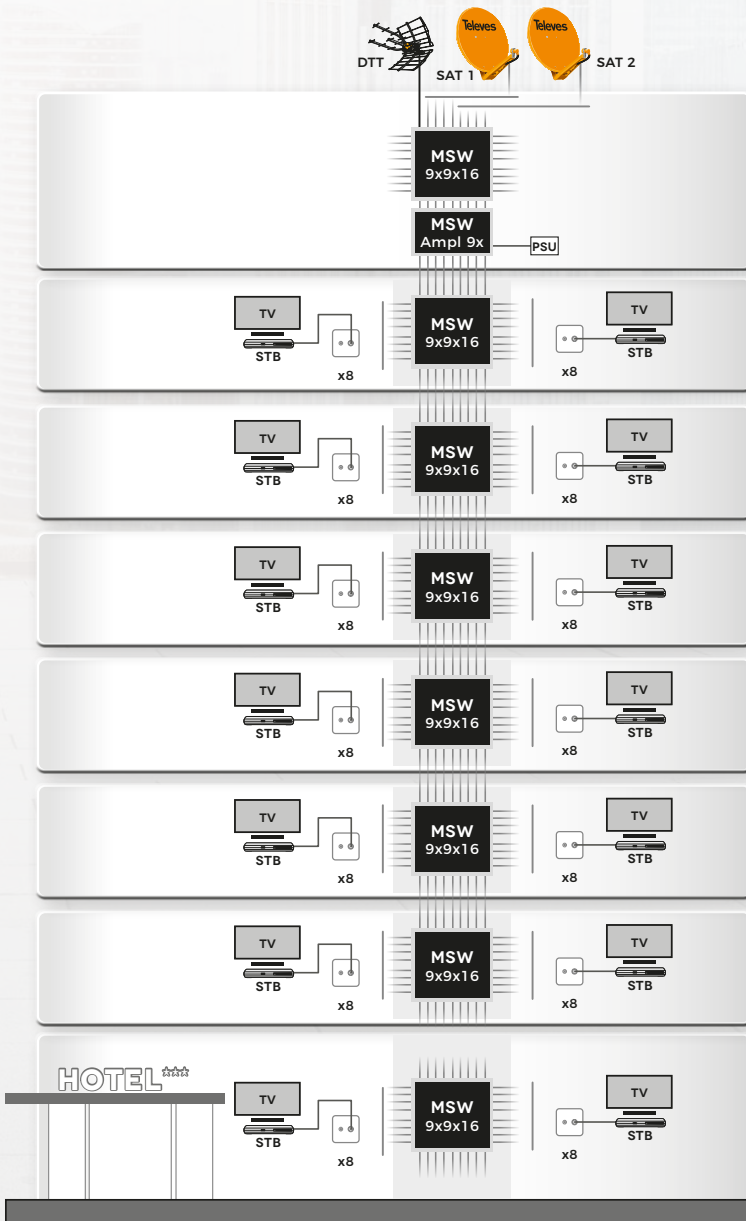 Televes
Televes
DTT
SAT 1
SAT 2
MSW
9x9x16
MSW
Ampl 9x
PSU
TV
STB
x8
MSW
9x9x16
x8
TV
STB
TV
STB
x8
MSW
9x9x16
x8
TV
STB
TV
STB
x8
MSW
9x9x16
x8
TV
STB
TV
STB
x8
MSW
9x9x16
x8
TV
STB
TV
STB
x8
MSW
9x9x16
x8
TV
STB
TV
STB
x8
MSW
9x9x16
x8
TV
STB
HOTEL***
TV
STB
x8
MSW
9x9x16
x8
TV
STB